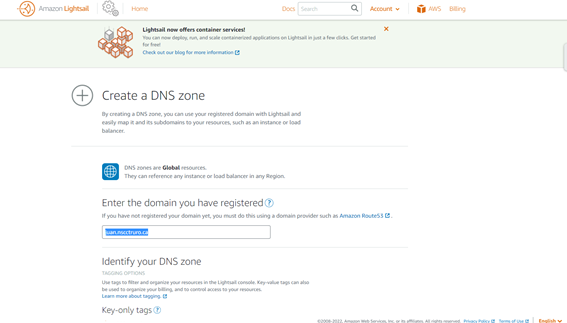 Amazon Lightsail Home Docs Search Account AWS Billing
Lightsail now offers container services!
You can now deploy, run, and scale containerized applications on Lightsail in just a few clicks. Get started
for free!
Check out our blog for more information
Create a DNS zone
By creating a DNS zone, you can use your registered domain with Lightsail and
easily map it and its subdomains to your resources, such as an instance or load
balancer.
DNS zones are Global resources.
They can reference any instance or load balancer in any Region.
Enter the domain you have registered ?
If you have not registered your domain yet, you must do this using a domain provider such as Amazon Route53 .
juan.nscctruro.ca
Identify your DNS zone
TAGGING OPTIONS
Use tags to filter and organize your resources in the Lightsail console. Key-value tags can also
be used to organize your billing, and to control access to your resources.
Learn more about tagging.
Key-only tags ?
©2008-2022, Amazon Web Services, Inc. or its affiliates. All rights reserved. Privacy Policy Terms of Use English